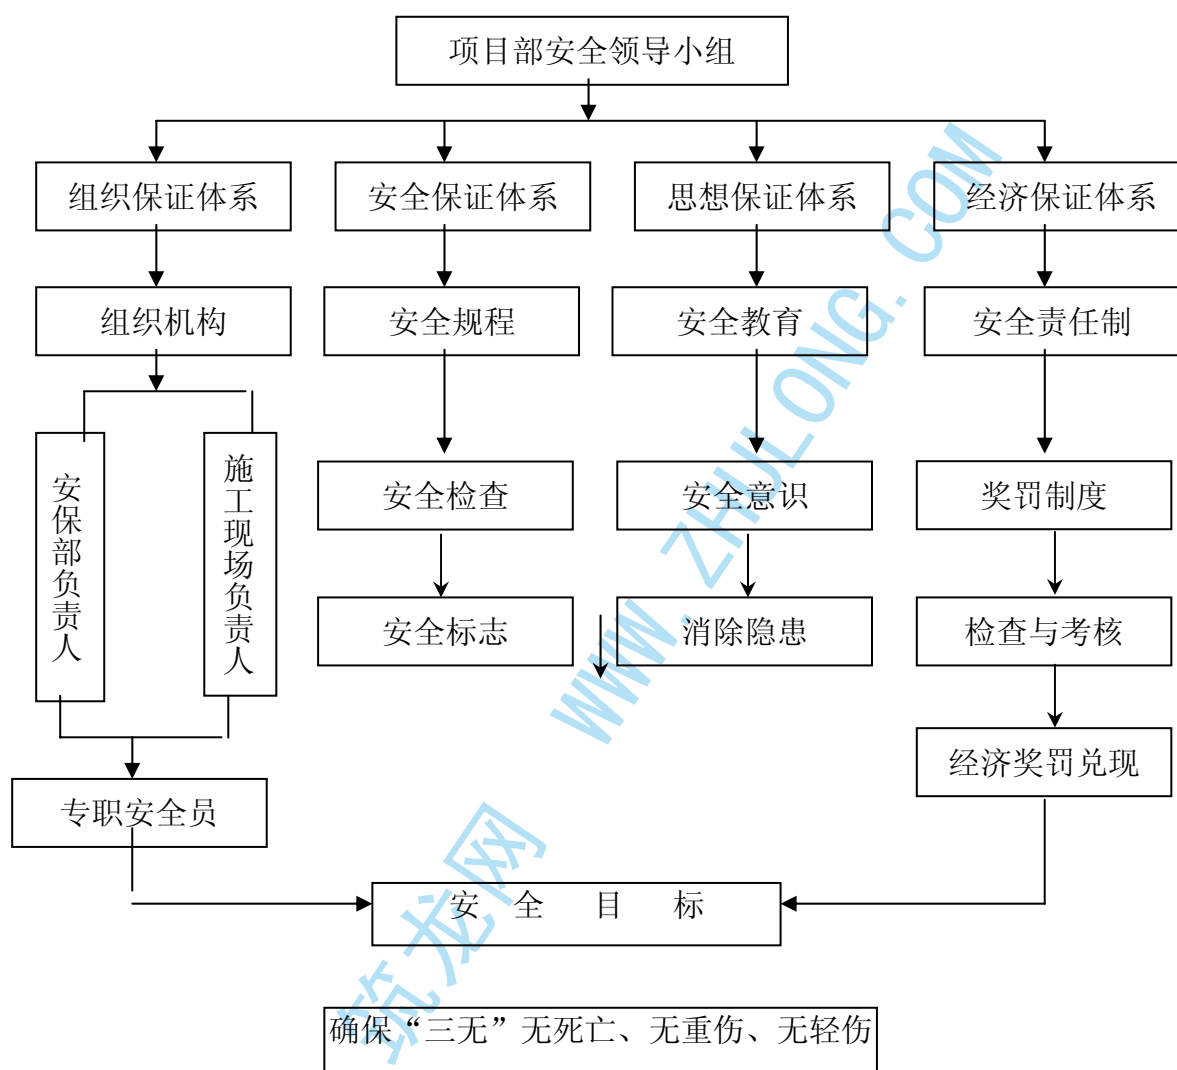 项目部安全领导小组
组织保证体系
安全保证体系
思想保证体系
经济保证体系
组织机构
安全规程
安全教育
安全责任制
安保部负责人
施工现场负责人
安全检查
安全意识
奖罚制度
安全标志
消除隐患
检查与考核
经济奖罚兑现
专职安全员
安 全 目 标
确保“三无”无死亡、无重伤、无轻伤
筑龙网 WWW.ZHULONG.COM